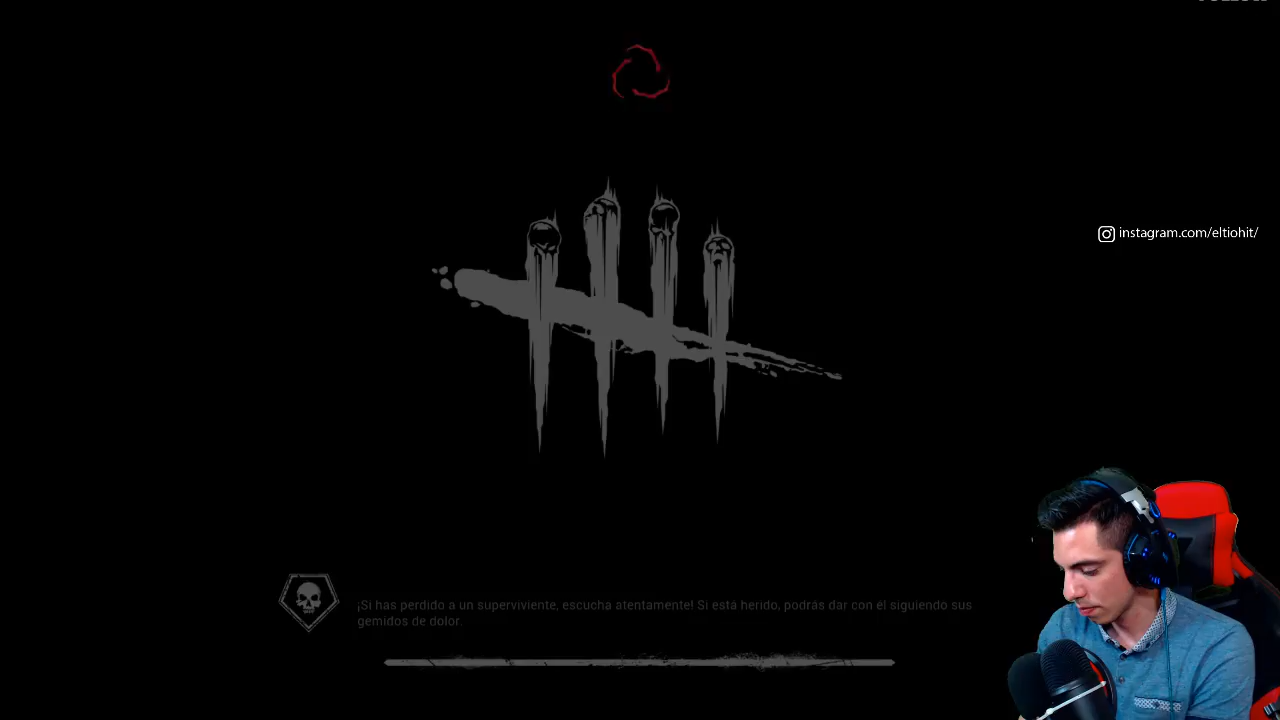 instagram.com/eltiohit/
¡Si has perdido a un superviviente, escucha atentamente! Si está herido, podrás dar con él siguiendo sus
gemidos de dolor.